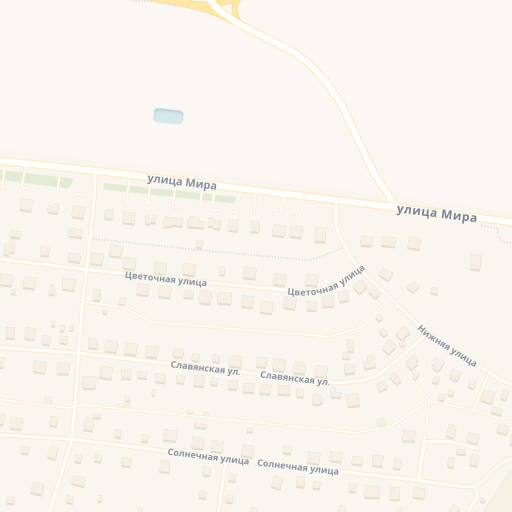 улица Мира
улица Мира
Цветочная улица
Цветочная улица
Нижняя улица
Славянская ул.
Славянская ул.
Солнечная улица
Солнечная улица